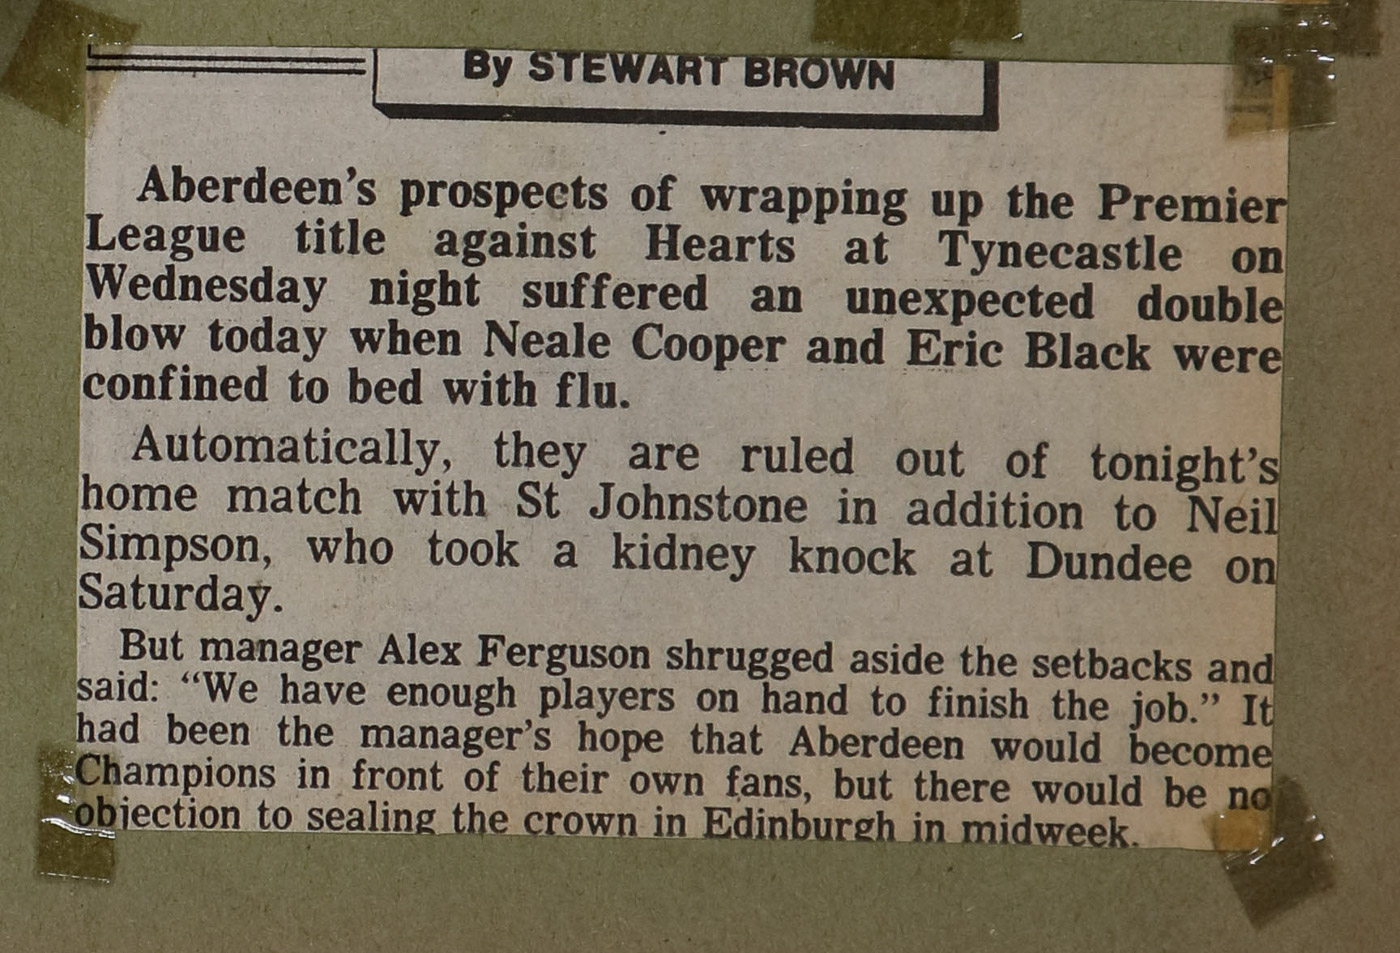 By STEWART BROWN
Aberdeen's prospects of wrapping up the Premier
League title against Hearts at Tynecastle on
Wednesday night suffered an unexpected double
blow today when Neale Cooper and Eric Black were
confined to bed with flu.
Automatically, they are ruled out of tonight's
home match with St Johnstone in addition to Neil
Simpson, who took a kidney knock at Dundee on
Saturday.
But manager Alex Ferguson shrugged aside the setbacks and
said: “We have enough players on hand to finish the job.” It
had been the manager's hope that Aberdeen would become
Champions in front of their own fans, but there would be no
objection to sealing the crown in Edinburgh in midweek.